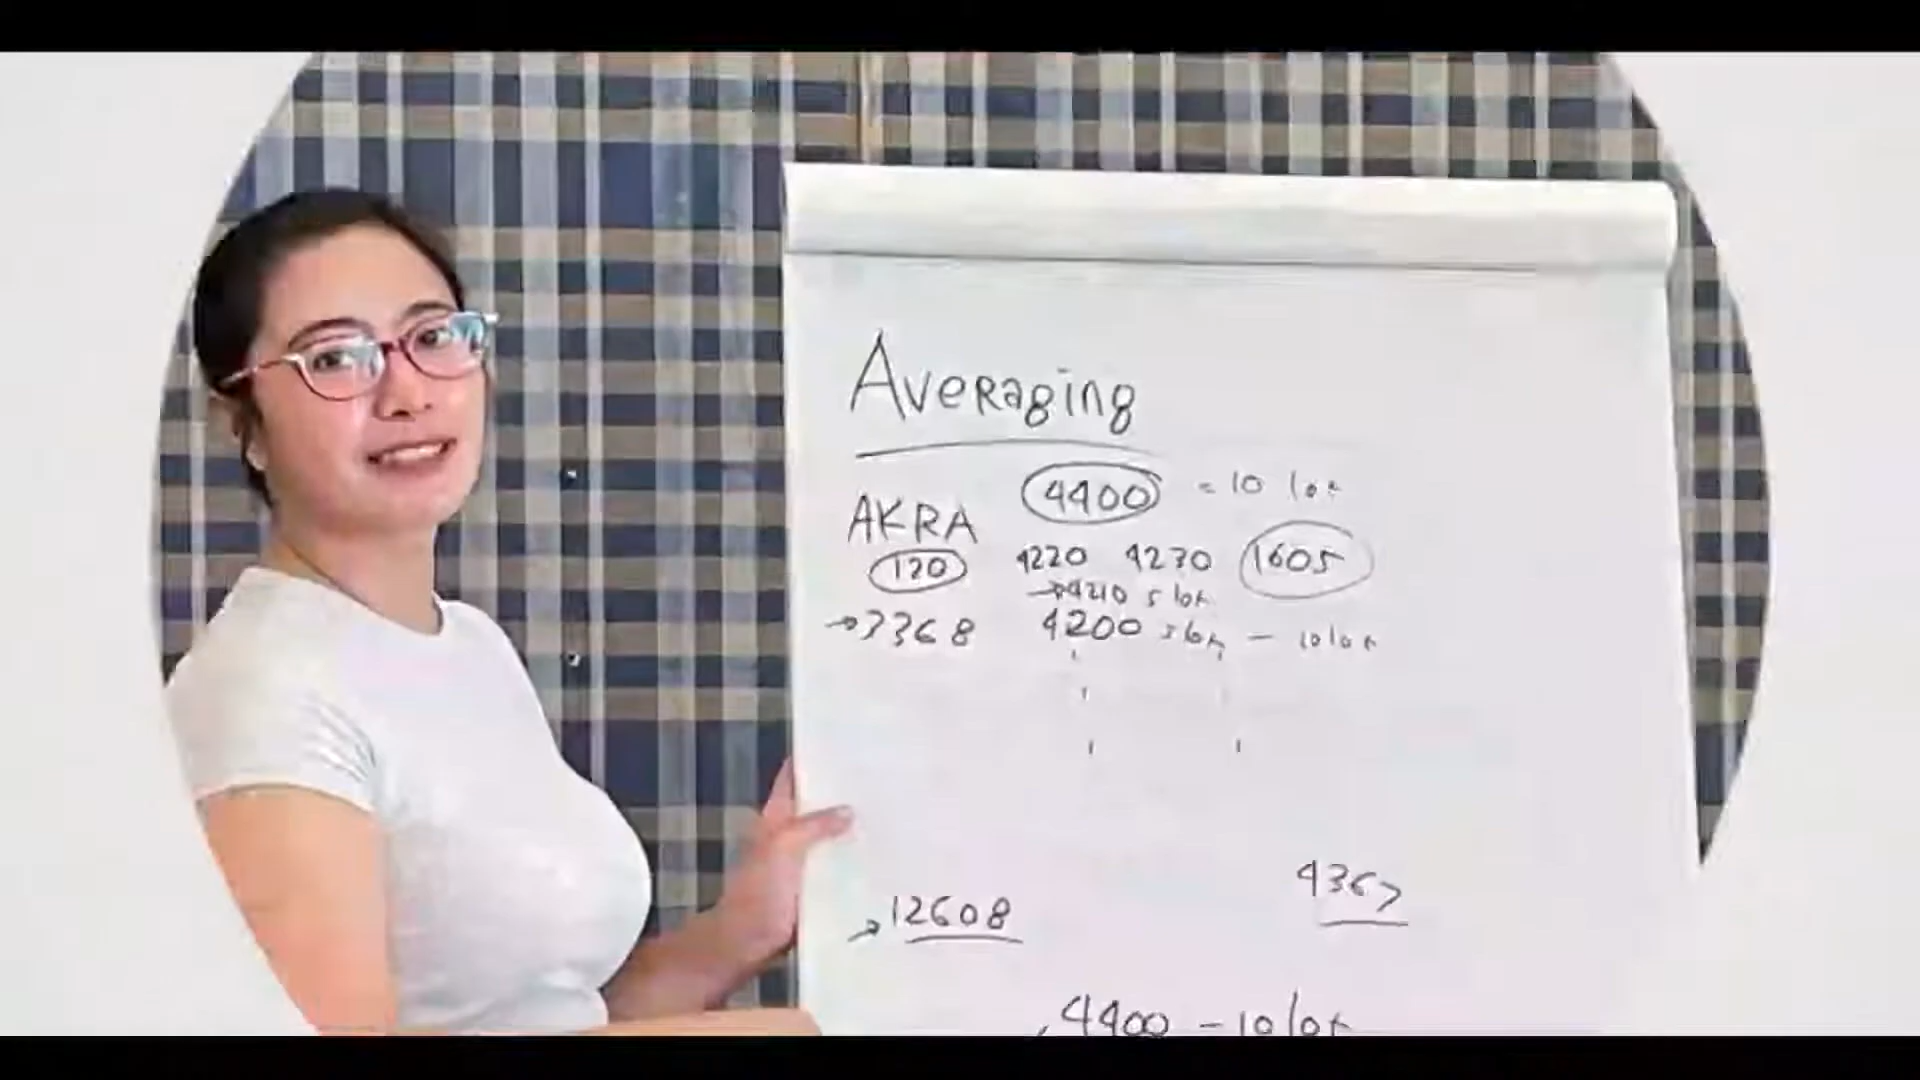 Averaging
4400 = 10 lot
AKRA
120 4220 4230 1605
→4210 5 lot
→3368 4200 5 lot – 10 lot
4367
→12608
4400 – 10 lot